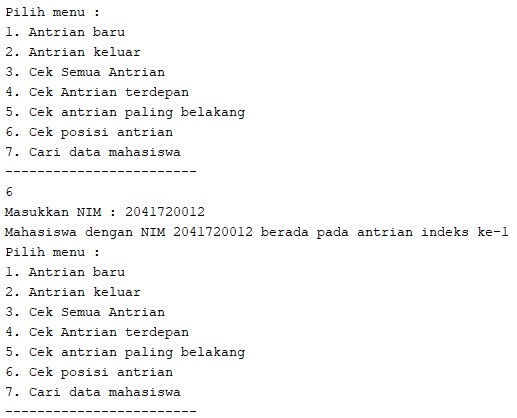 Pilih menu :
1. Antrian baru
2. Antrian keluar
3. Cek Semua Antrian
4. Cek Antrian terdepan
5. Cek antrian paling belakang
6. Cek posisi antrian
7. Cari data mahasiswa
------------------------
6
Masukkan NIM : 2041720012
Mahasiswa dengan NIM 2041720012 berada pada antrian indeks ke-1
Pilih menu :
1. Antrian baru
2. Antrian keluar
3. Cek Semua Antrian
4. Cek Antrian terdepan
5. Cek antrian paling belakang
6. Cek posisi antrian
7. Cari data mahasiswa
------------------------